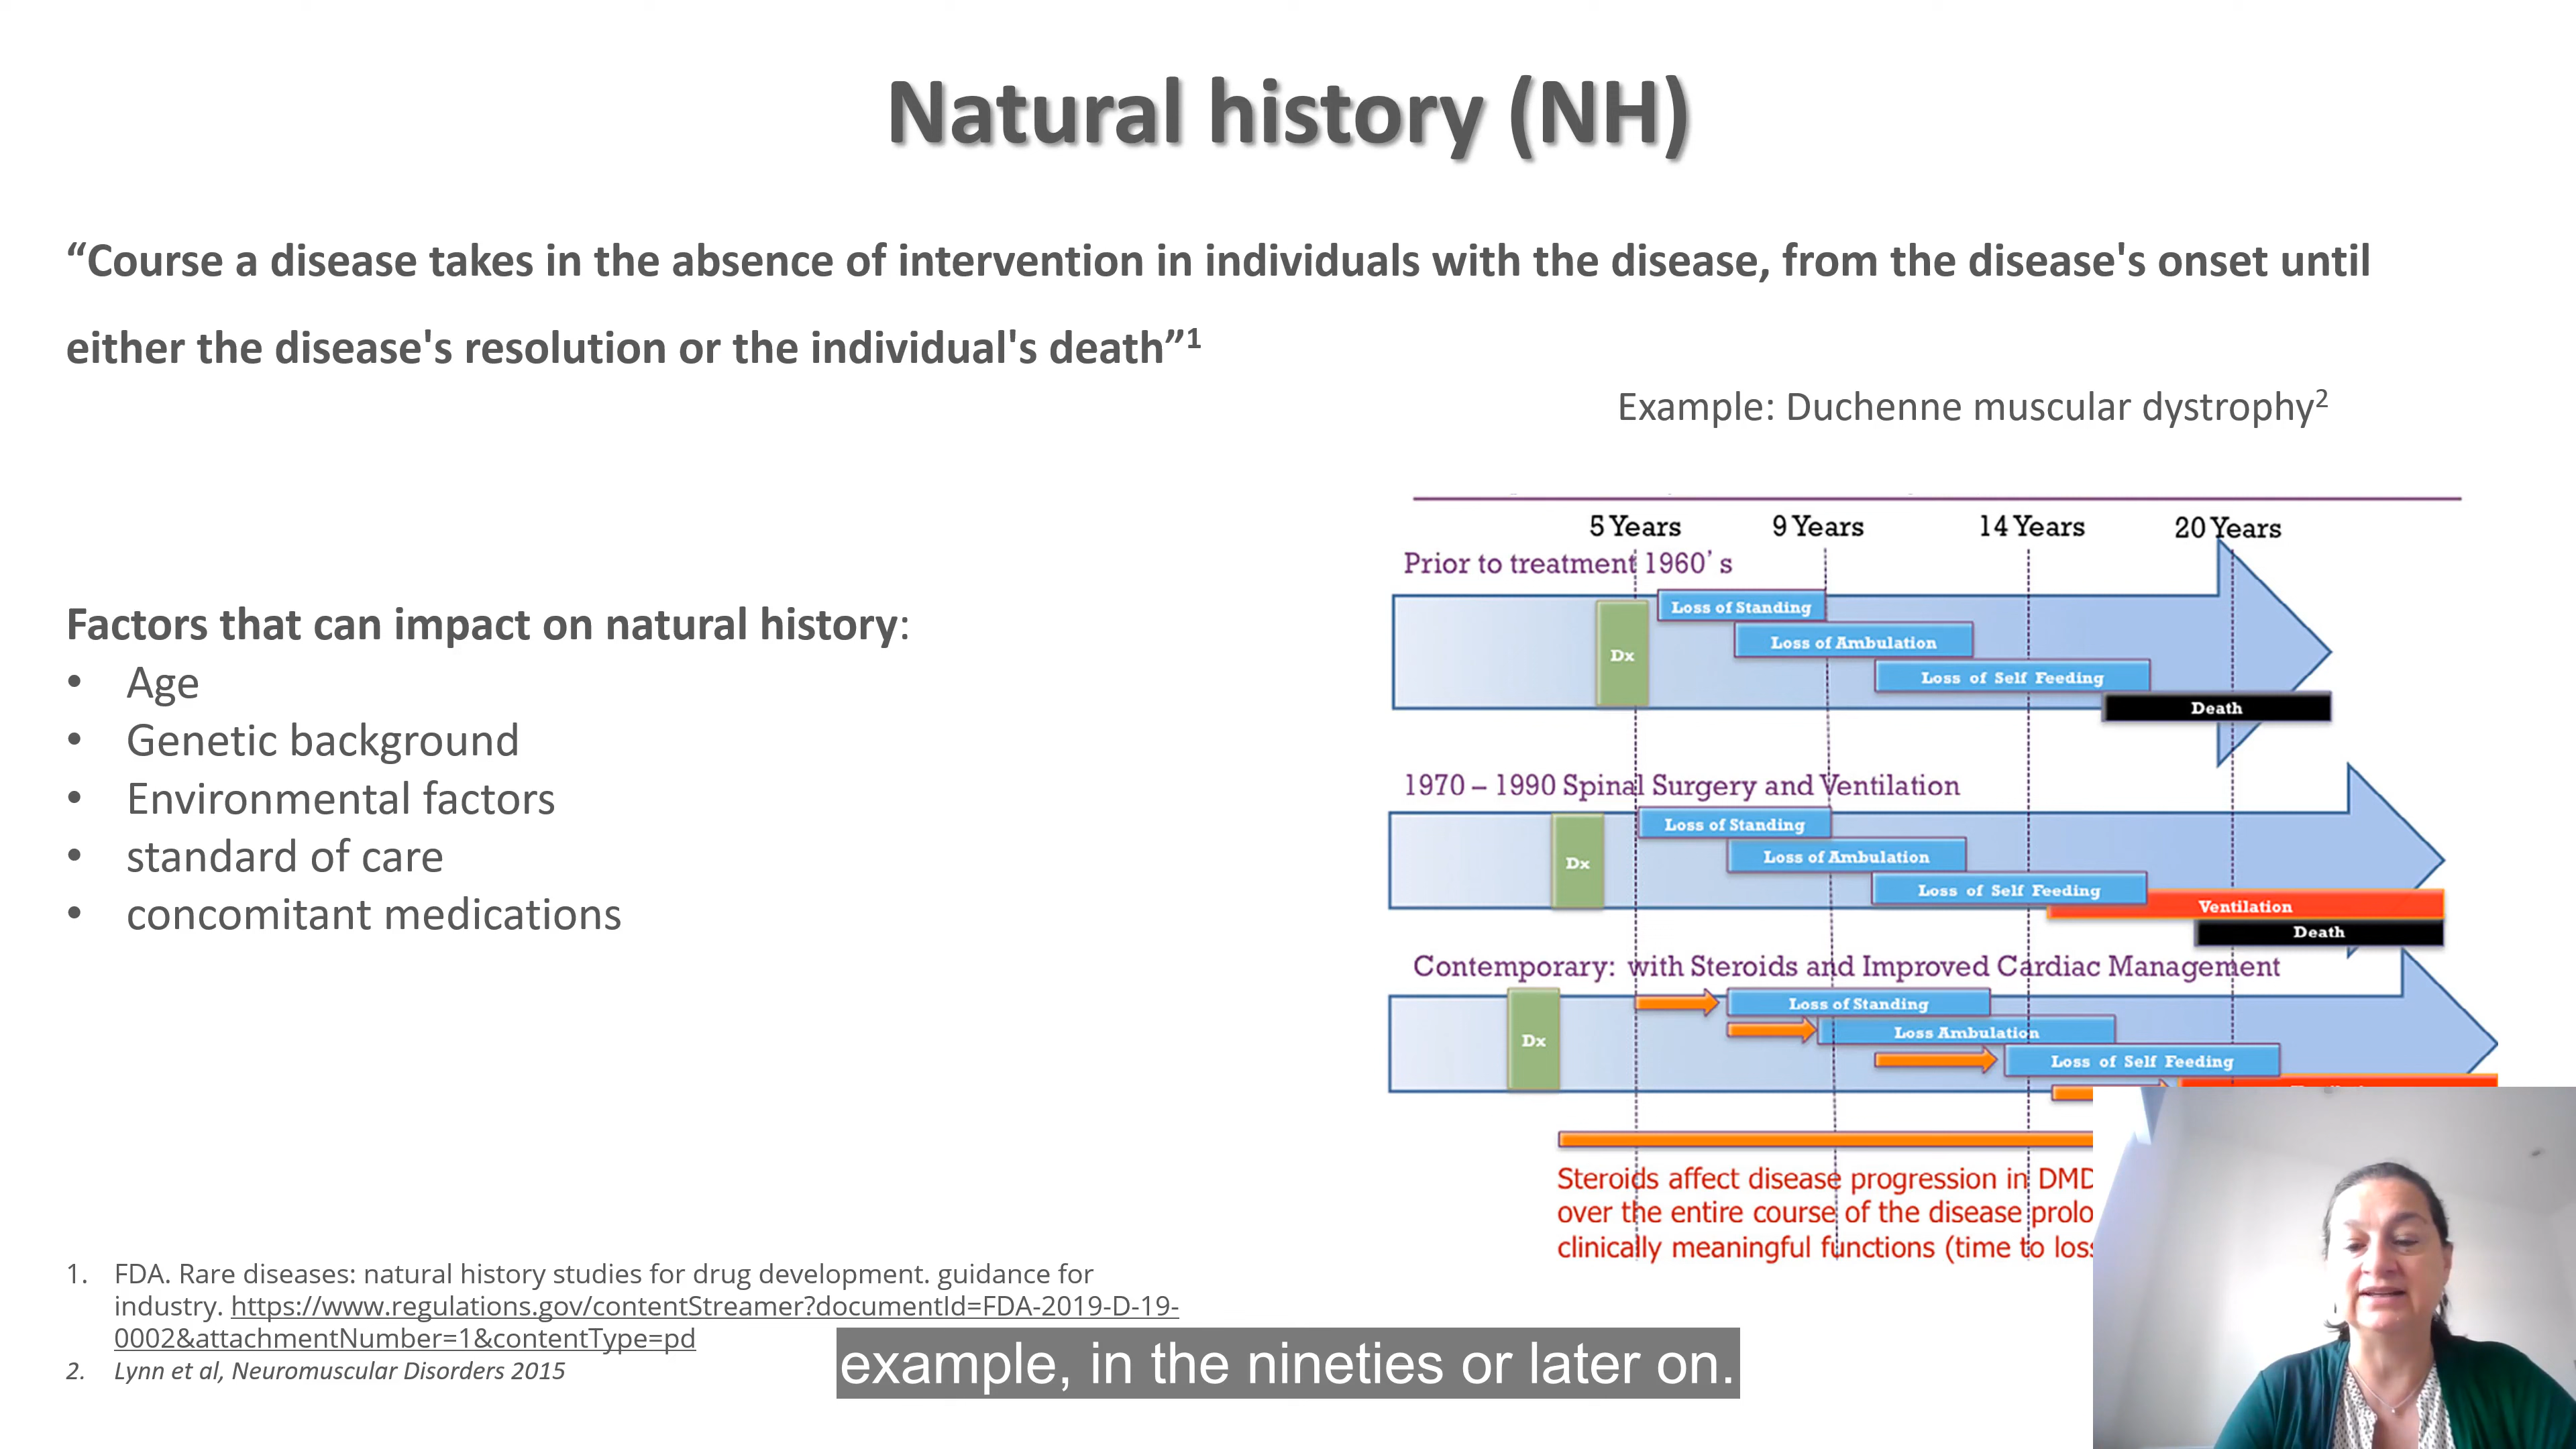 Natural history (NH)
“Course a disease takes in the absence of intervention in individuals with the disease, from the disease's onset until
either the disease's resolution or the individual's death”1
Example: Duchenne muscular dystrophy2
Factors that can impact on natural history:
• Age
• Genetic background
• Environmental factors
• standard of care
• concomitant medications
5 Years 9 Years 14 Years 20 Years
Prior to treatment 1960's
Loss of Standing
Loss of Ambulation
Dx
Loss of Self Feeding
Death
1970 – 1990 Spinal Surgery and Ventilation
Loss of Standing
Loss of Ambulation
Dx
Loss of Self Feeding
Ventilation
Death
Contemporary: with Steroids and Improved Cardiac Management
Loss of Standing
Loss Ambulation
Dx
Loss of Self Feeding
Steroids affect disease progression in DMD
over the entire course of the disease prolo
clinically meaningful functions (time to los
1. FDA. Rare diseases: natural history studies for drug development. guidance for
industry. https://www.regulations.gov/contentStreamer?documentId=FDA-2019-D-19-
0002&attachmentNumber=1&contentType=pd
2. Lynn et al, Neuromuscular Disorders 2015
example, in the nineties or later on.